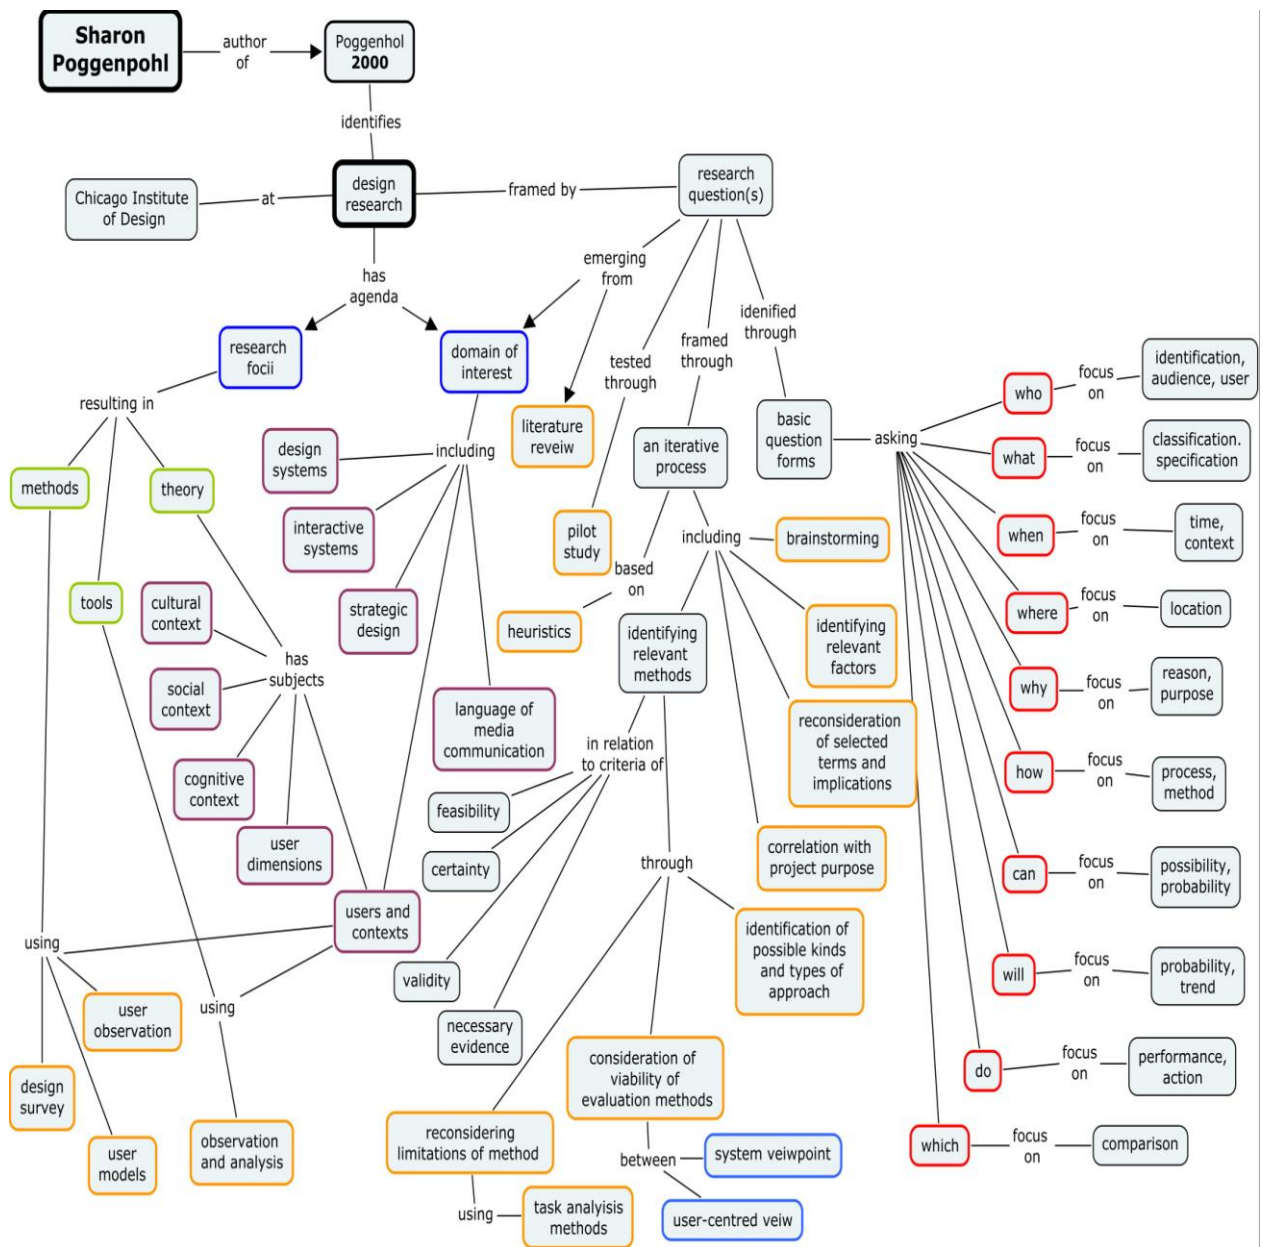 Sharon
Poggenpohl
author
of
Poggenhol
2000
identifies
Chicago Institute
of Design
at
design
research
framed by
research
question(s)
has
agenda
emerging
from
idenified
through
framed
through
tested
through
research
focii
domain of
interest
resulting in
literature
reveiw
including
an iterative
process
basic
question
forms
asking
who
focus
on
identification,
audience, user
what
focus
on
classification.
specification
when
focus
on
time,
context
where
focus
on
location
why
focus
on
reason,
purpose
how
focus
on
process,
method
can
focus
on
possibility,
probability
will
focus
on
probability,
trend
do
focus
on
performance,
action
which
focus
on
comparison
methods
theory
tools
design
systems
interactive
systems
strategic
design
language of
media
communication
pilot
study
based
on
heuristics
including
brainstorming
identifying
relevant
methods
identifying
relevant
factors
reconsideration
of selected
terms and
implications
correlation with
project purpose
cultural
context
has
subjects
social
context
cognitive
context
user
dimensions
users and
contexts
in relation
to criteria of
feasibility
certainty
validity
necessary
evidence
through
identification of
possible kinds
and types of
approach
consideration of
viability of
evaluation methods
reconsidering
limitations of method
between
system veiwpoint
user-centred veiw
using
task analyisis
methods
using
user
observation
design
survey
user
models
using
observation
and analysis